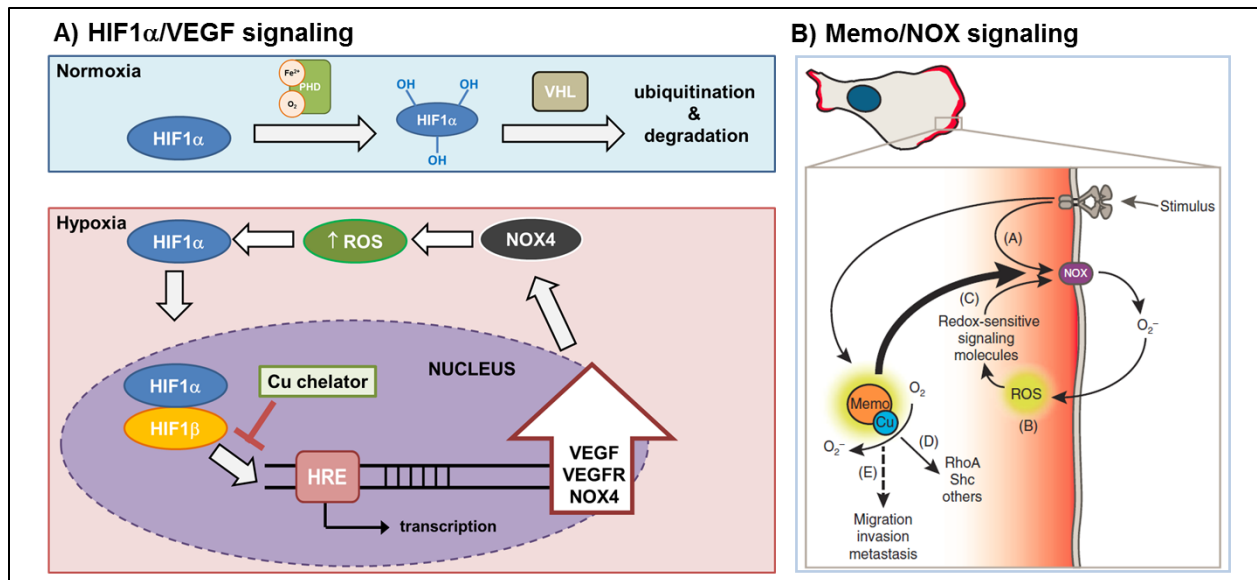 A) HIF1α/VEGF signaling
Normoxia
Fe²⁺
PHD
O₂
HIF1α
OH
OH
HIF1α
OH
VHL
ubiquitination
&
degradation
Hypoxia
HIF1α
↑ ROS
NOX4
NUCLEUS
HIF1α
HIF1β
Cu chelator
HRE
transcription
VEGF
VEGFR
NOX4
B) Memo/NOX signaling
Stimulus
(A)
NOX
(C)
Redox-sensitive
signaling
molecules
O₂⁻
ROS
(B)
O₂
Memo
Cu
O₂⁻
(D)
(E)
RhoA
Shc
others
Migration
invasion
metastasis